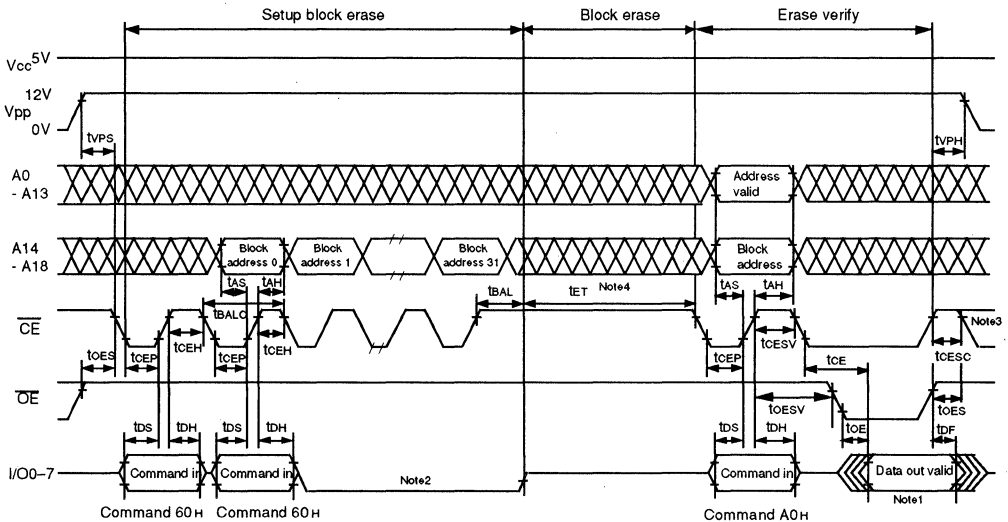 Setup block erase Block erase Erase verify
Vcc 5V
12V
Vpp
0V
tVPS tVPH
A0
- A13
Address
valid
A14
- A18
Block
address 0
Block
address 1
Block
address 31
Block
address
tAS tAH tBAL tET Note4 tAS tAH
tBALC
CE
tCEH tCEH tCESV Note3
tOES tCEP tCEP tCEP tCE tCESC
OE
tOESV tOES
tDS tDH tDS tDH tDS tDH tOE tDF
I/O0–7 Command in Command in Note2 Command in Data out valid
Note1
Command 60H Command 60H Command A0H